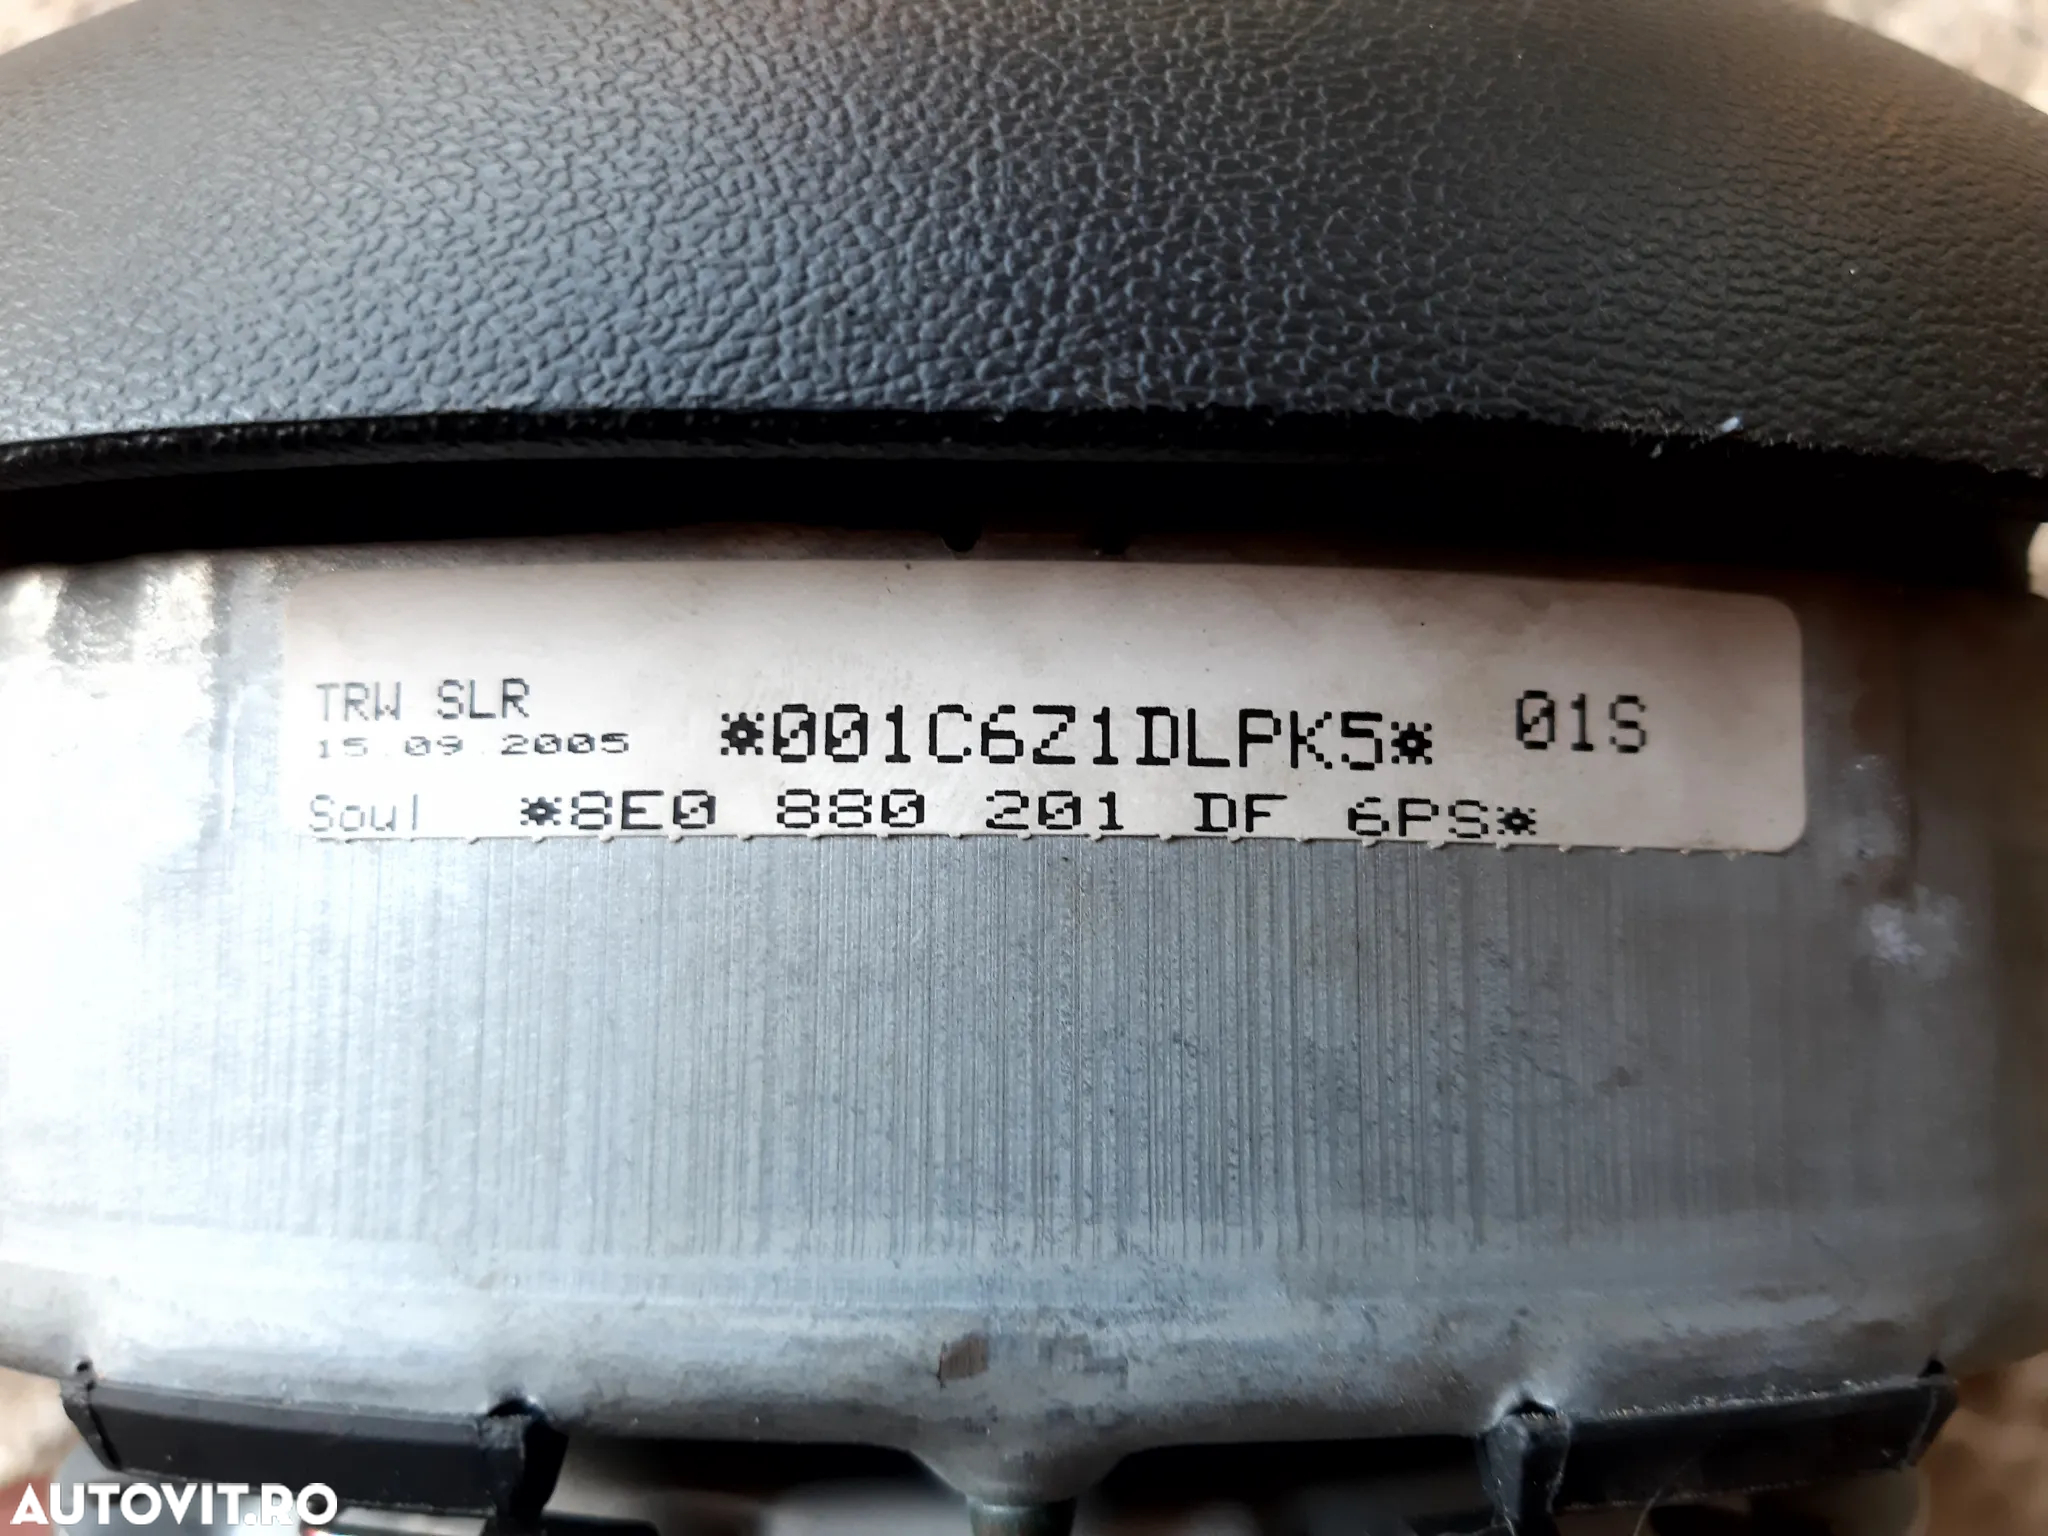 TRW SLR
15.09.2005
*001C6Z1DLPK5* 01S
Soul *8E0 880 201 DF 6PS*
AUTOVIT.RO